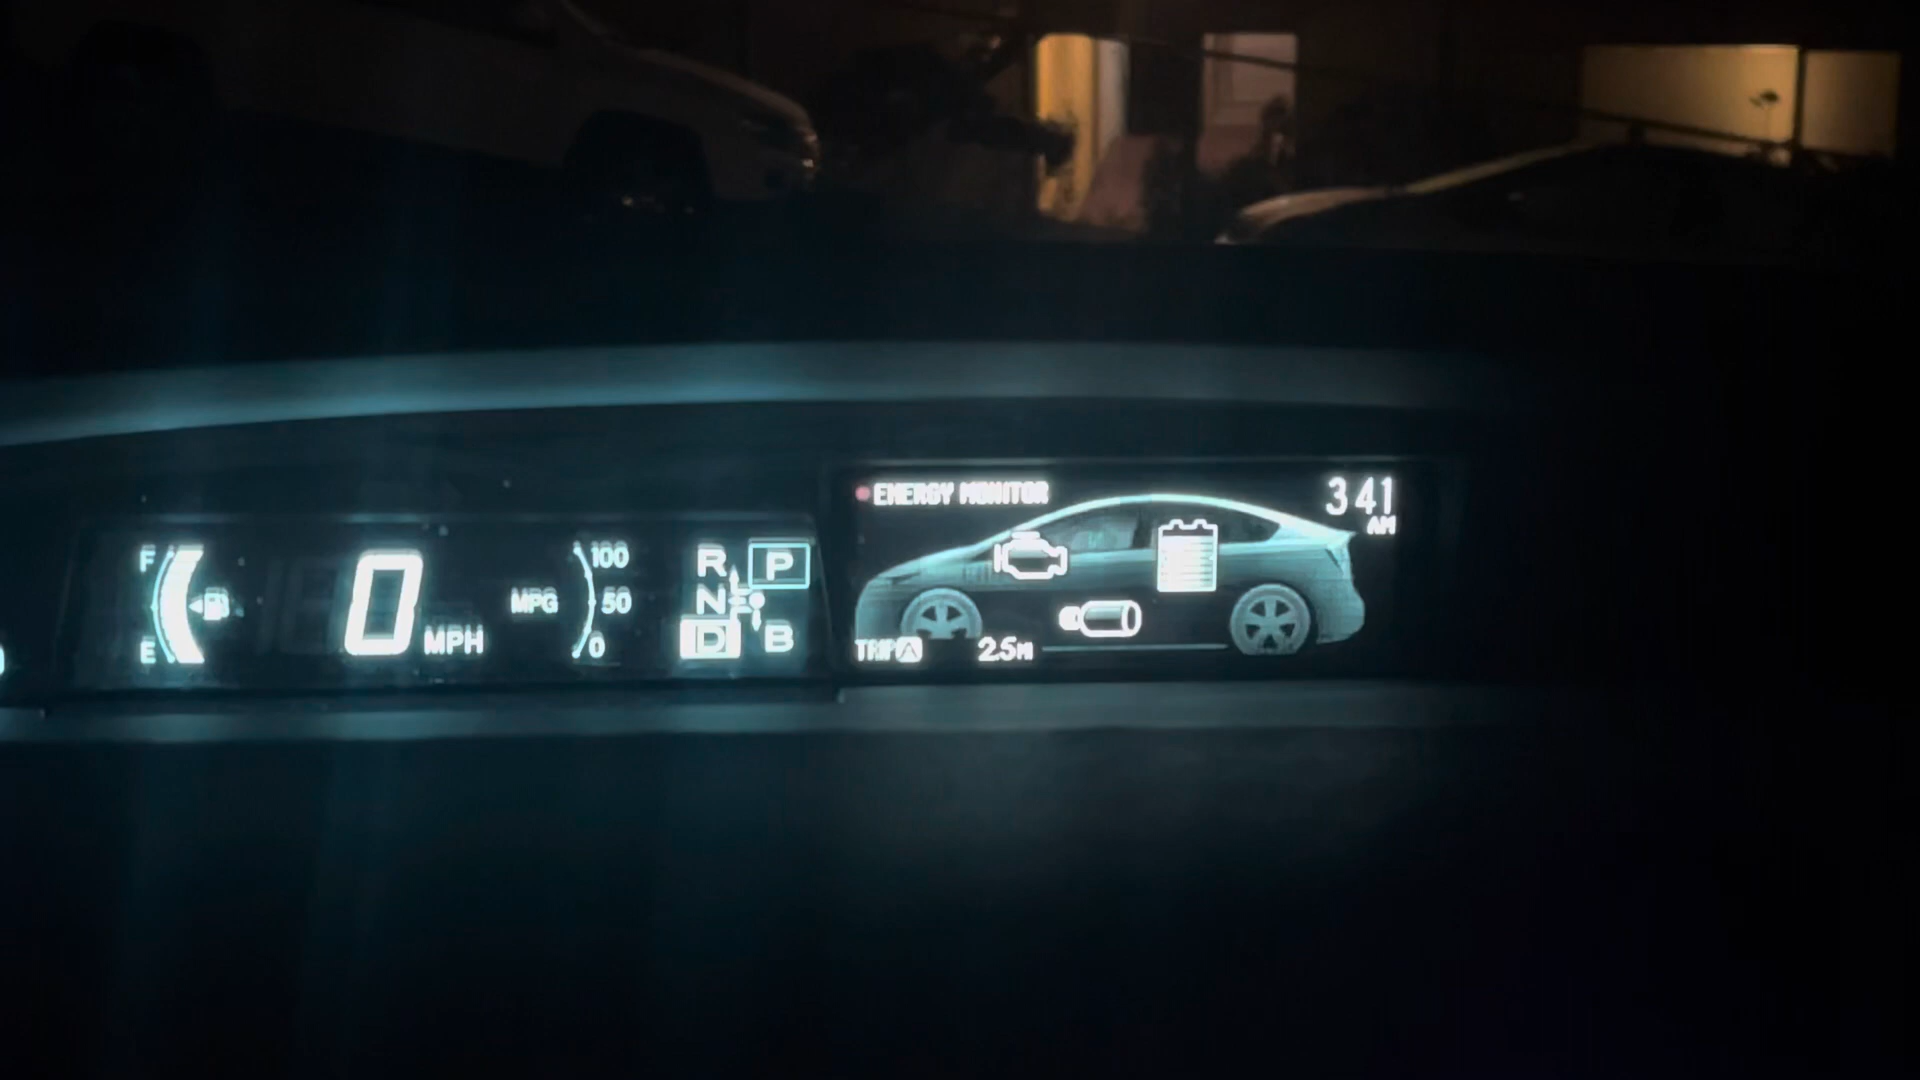 ENERGY MONITOR
3 41
AM
F
E
0 MPH
MPG
100
50
0
R P
N
D B
TRIP A 2.5M